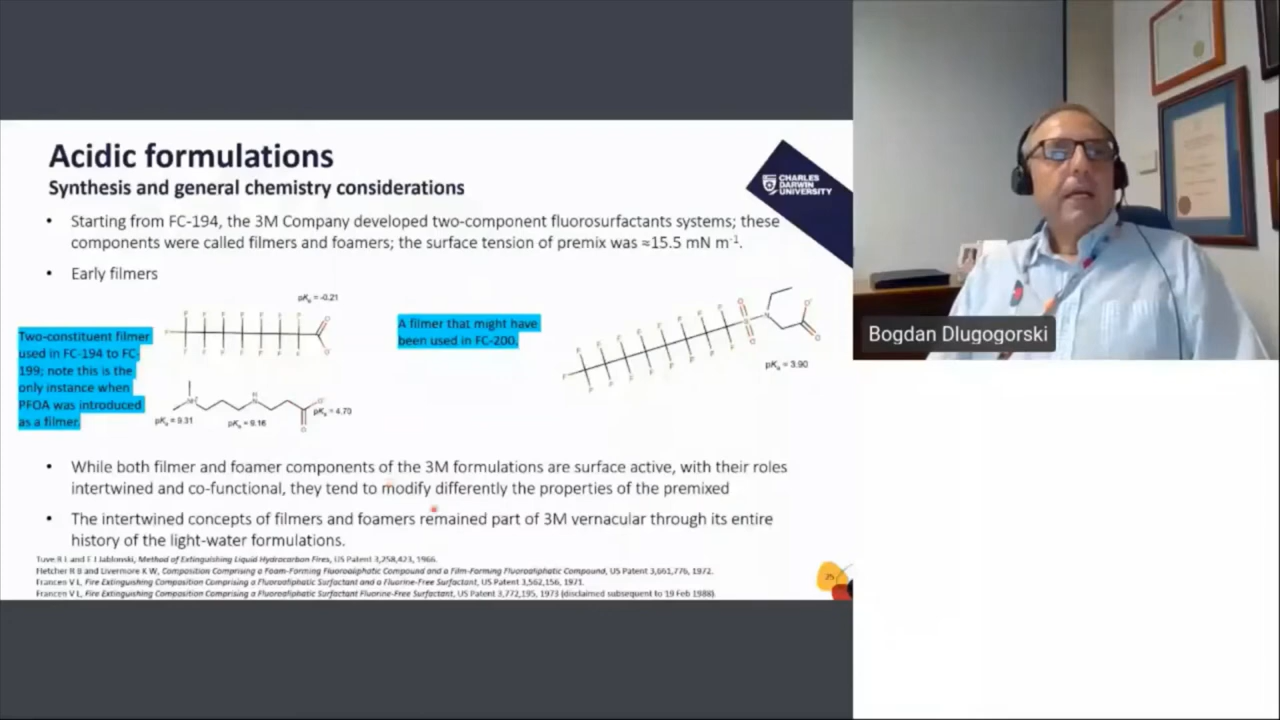 Acidic formulations
Synthesis and general chemistry considerations
CHARLES
DARWIN
UNIVERSITY
• Starting from FC-194, the 3M Company developed two-component fluorosurfactants systems; these
components were called filmers and foamers; the surface tension of premix was ≈15.5 mN m⁻¹.
• Early filmers
pKₐ = -0.21
Two-constituent filmer
used in FC-194 to FC-
199; note this is the
only instance when
PFOA was introduced
as a filmer.
pKₐ = 9.31
pKₐ = 8.16
pKₐ = 4.70
A filmer that might have
been used in FC-200.
pKₐ = 3.90
• While both filmer and foamer components of the 3M formulations are surface active, with their roles
intertwined and co-functional, they tend to modify differently the properties of the premixed
• The intertwined concepts of filmers and foamers remained part of 3M vernacular through its entire
history of the light-water formulations.
Tuve R L and E J Jablonski, Method of Extinguishing Liquid Hydrocarbon Fires, US Patent 3,258,423, 1966.
Fletcher R B and Livermore K W, Composition Comprising a Foam-Forming Fluoroaliphatic Compound and a Film-Forming Fluoroaliphatic Compound, US Patent 3,661,776, 1972.
Francen V L, Fire Extinguishing Composition Comprising a Fluoroaliphatic Surfactant and a Fluorine-Free Surfactant, US Patent 3,562,156, 1971.
Francen V L, Fire Extinguishing Composition Comprising a Fluoroaliphatic Surfactant Fluorine-Free Surfactant, US Patent 3,772,195, 1973 (disclaimed subsequent to 19 Feb 1988).
25
Bogdan Dlugogorski